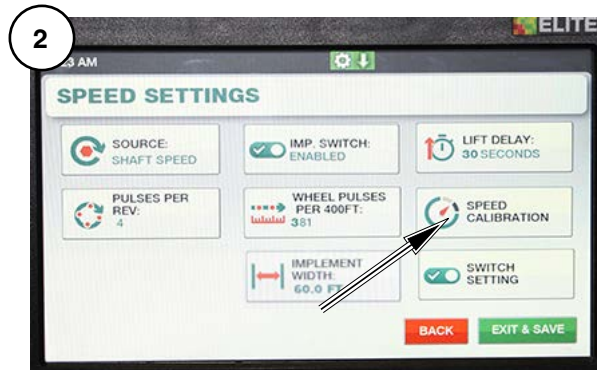 2
ELITE
3 AM
SPEED SETTINGS
SOURCE:
SHAFT SPEED
IMP. SWITCH:
ENABLED
LIFT DELAY:
30 SECONDS
PULSES PER
REV:
4
WHEEL PULSES
PER 400FT:
381
SPEED
CALIBRATION
IMPLEMENT
WIDTH:
60.0 FT
SWITCH
SETTING
BACK
EXIT & SAVE